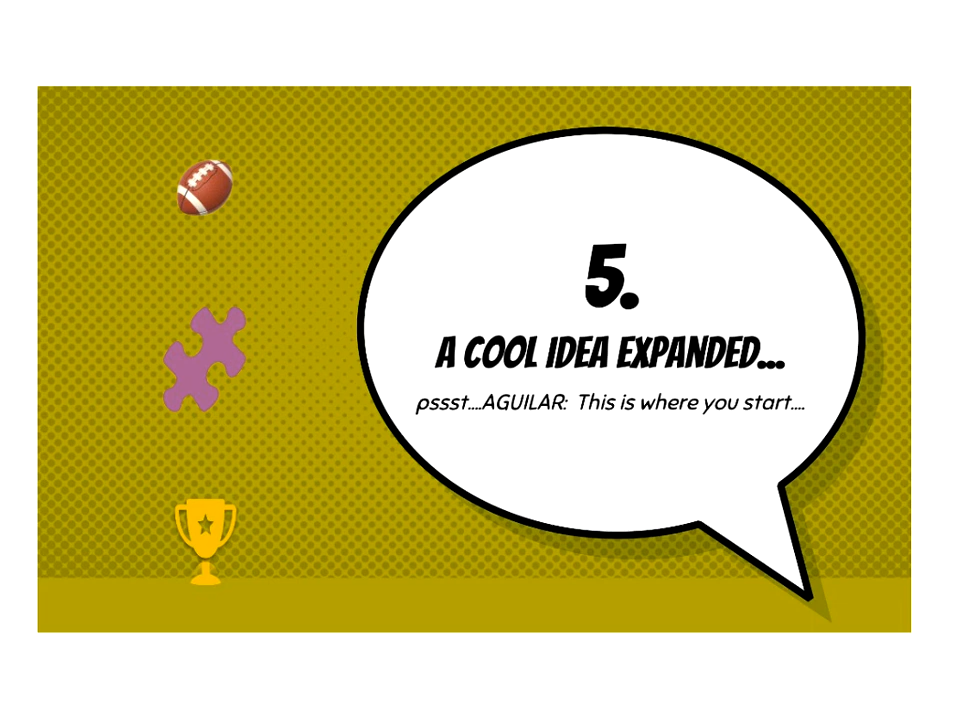 5.
A COOL IDEA EXPANDED...
pssst....AGUILAR: This is where you start....